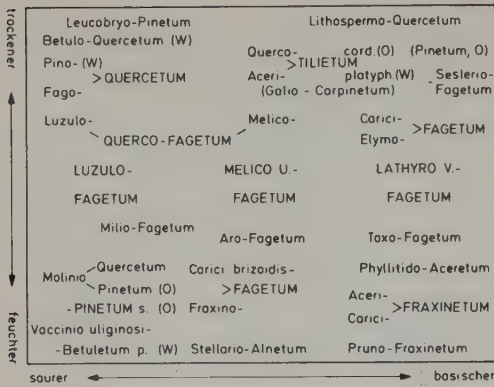 trockener
Leucobryo-Pinetum Lithospermo-Quercetum
Betulo-Quercetum (W)
Querco- cord.(O) (Pinetum, O)
Pino-(W) >TILIETUM
>QUERCETUM Aceri- platyph.(W) Seslerio-
Fago- (Galio-Carpinetum) Fagetum
Luzulo- Melico- Carici-
QUERCO-FAGETUM >FAGETUM
Elymo-
LUZULO- MELICO U.- LATHYRO V.-
FAGETUM FAGETUM FAGETUM
Milio-Fagetum Aro-Fagetum Taxo-Fagetum
Quercetum Carici brizoidis- Phyllitido-Aceretum
Molinio
Pinetum (O) >FAGETUM Aceri-
-PINETUM s. (O) Fraxino- >FRAXINETUM
Carici-
Vaccinio uliginosi-
-Betuletum p. (W) Stellario-Alnetum Pruno-Fraxinetum
feuchter
saurer basischer